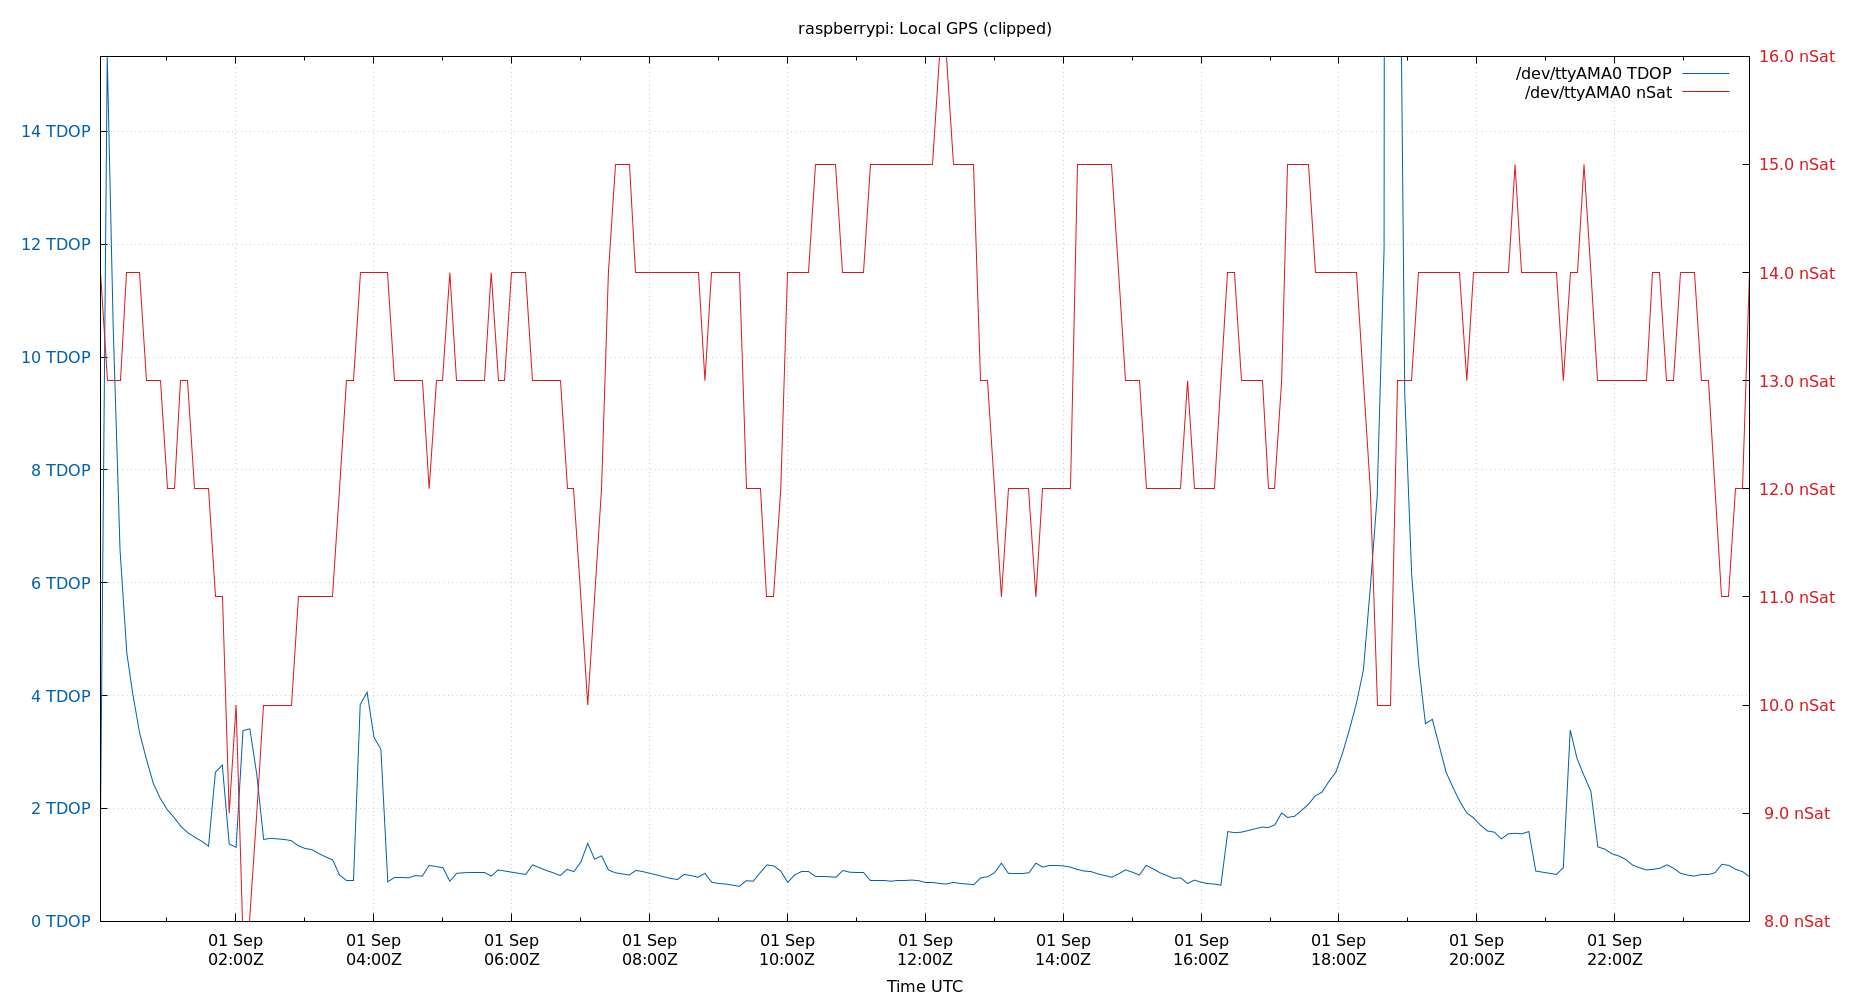 raspberrypi: Local GPS (clipped)
16.0 nSat
/dev/ttyAMA0 TDOP
/dev/ttyAMA0 nSat
14 TDOP
15.0 nSat
12 TDOP
14.0 nSat
10 TDOP
13.0 nSat
8 TDOP
12.0 nSat
6 TDOP
11.0 nSat
4 TDOP
10.0 nSat
2 TDOP
9.0 nSat
0 TDOP
8.0 nSat
01 Sep 01 Sep 01 Sep 01 Sep 01 Sep 01 Sep 01 Sep 01 Sep 01 Sep 01 Sep 01 Sep
02:00Z 04:00Z 06:00Z 08:00Z 10:00Z 12:00Z 14:00Z 16:00Z 18:00Z 20:00Z 22:00Z
Time UTC